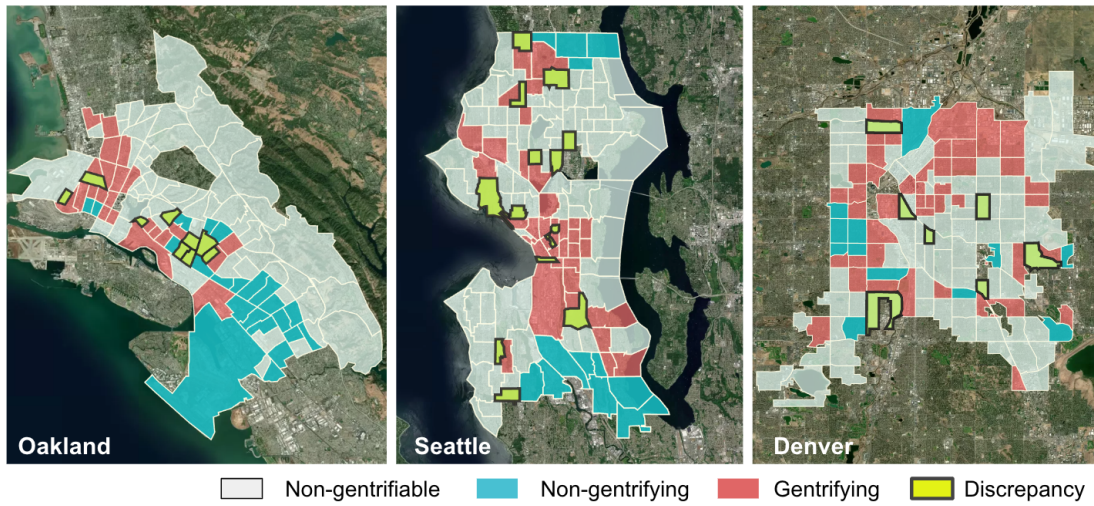 Oakland
Seattle
Denver
Non-gentrifiable
Non-gentrifying
Gentrifying
Discrepancy